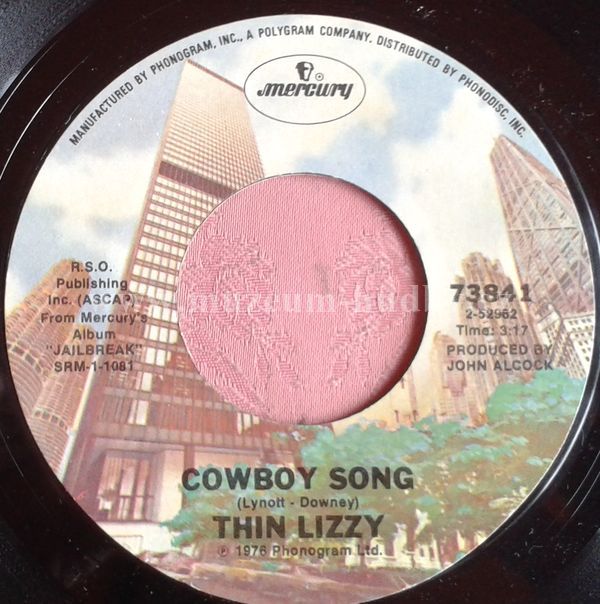 MANUFACTURED BY PHONOGRAM, INC., A POLYGRAM COMPANY. DISTRIBUTED BY PHONODISC, INC.
mercury
R.S.O.
Publishing
Inc. (ASCAP)
From Mercury's
Album
"JAILBREAK"
SRM-1-1081
muzeum-hudb
73841
2-52962
Time: 3:17
PRODUCED BY
JOHN ALCOCK
COWBOY SONG
(Lynott - Downey)
THIN LIZZY
℗ 1976 Phonogram Ltd.